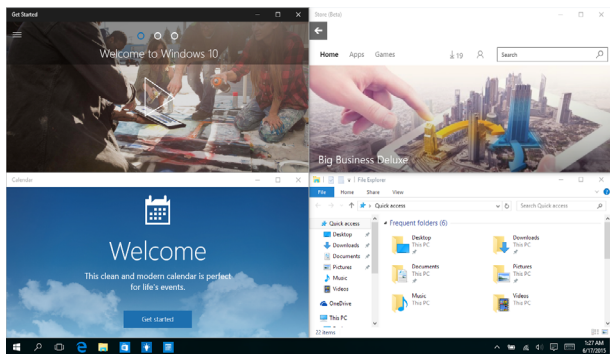 Get Started
Welcome to Windows 10
Store (Beta)
Home Apps Games 19 Search
Big Business Deluxe
Calendar
Welcome
This clean and modern calendar is perfect
for life's events.
Get started
File Explorer
File Home Share View
Quick access Search Quick access
Quick access
Desktop
Downloads
Documents
Pictures
Music
Videos
OneDrive
This PC
Frequent folders (6)
Desktop
This PC
Downloads
This PC
Documents
This PC
Pictures
This PC
Music
This PC
Videos
This PC
22 items
1:27 AM
6/17/2015